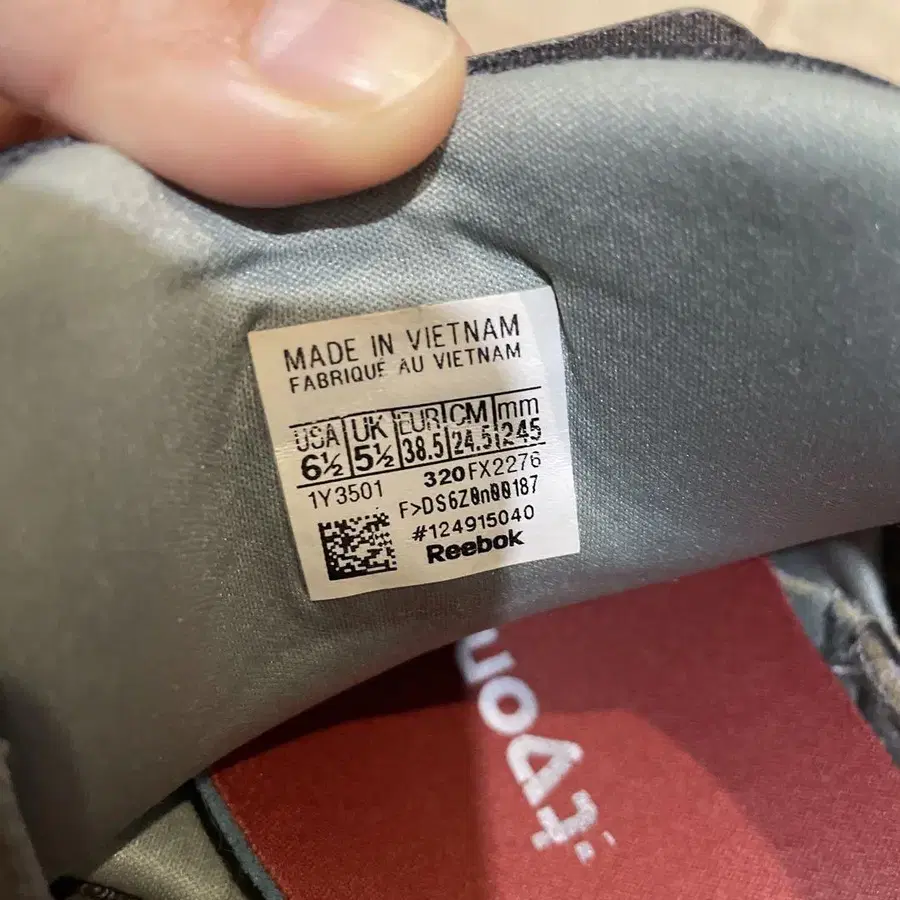 MADE IN VIETNAM
FABRIQUÉ AU VIETNAM
USA UK EUR CM mm
6½ 5½ 38.5 24.5 245
320 FX2276
1Y3501
F>DS6Z0n00187
#124915040
Reebok